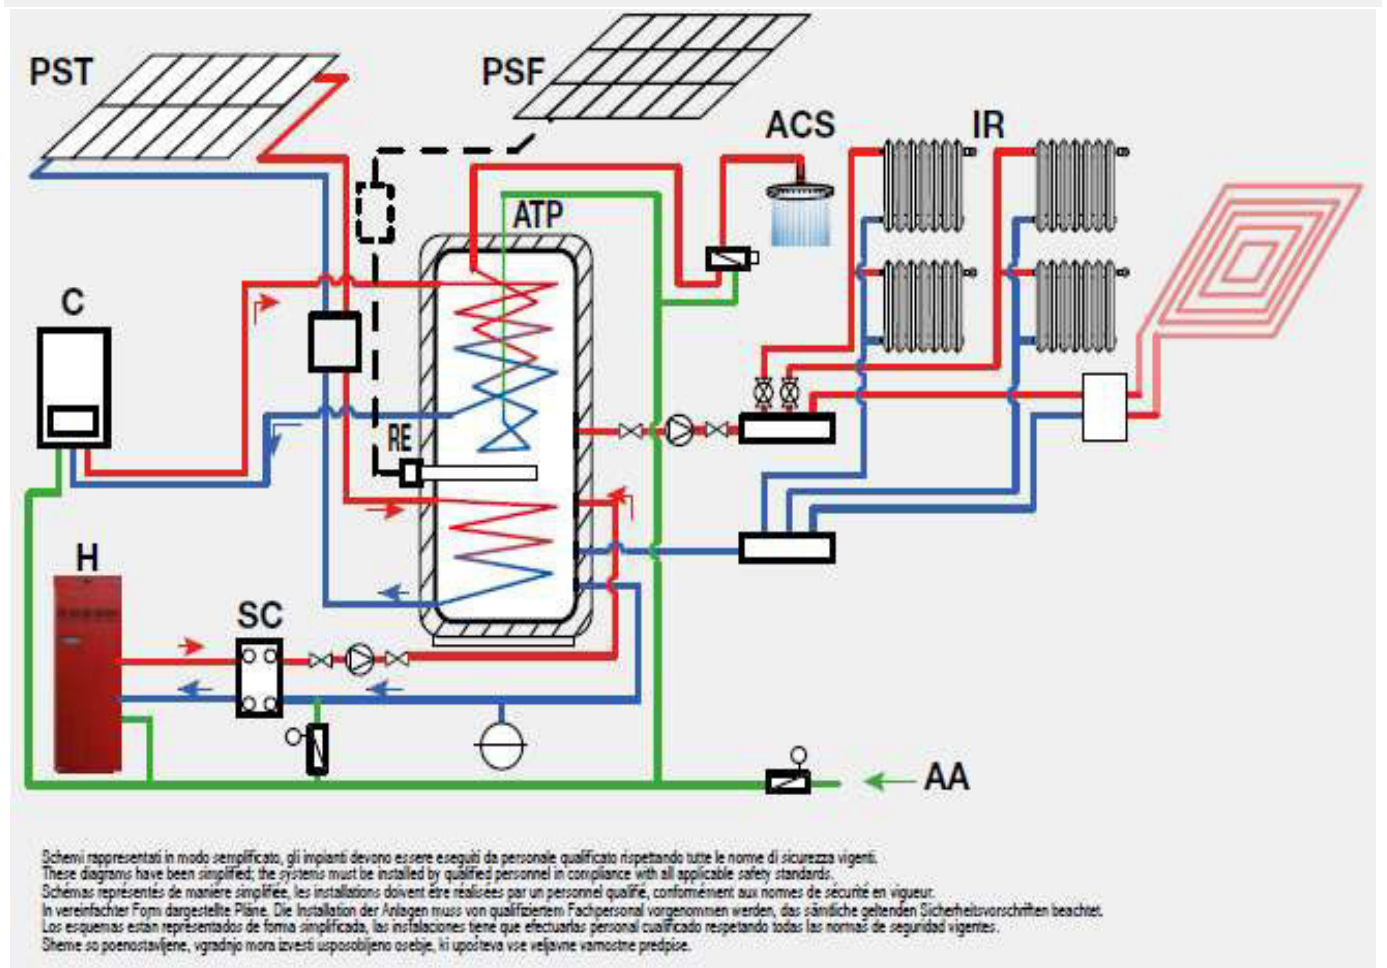 PST
PSF
ACS
IR
ATP
C
RE
H
SC
AA
Schemi rappresentati in modo semplificato, gli impianti devono essere eseguiti da personale qualificato rispettando tutte le norme di sicurezza vigenti.
These diagrams have been simplified; the systems must be installed by qualified personnel in compliance with all applicable safety standards.
Schémas représentés de manière simplifiée, les installations doivent être réalisées par un personnel qualifié, conformément aux normes de sécurité en vigueur.
In vereinfachter Form dargestellte Pläne. Die Installation der Anlagen muss von qualifiziertem Fachpersonal vorgenommen werden, das sämtliche geltenden Sicherheitsvorschriften beachtet.
Los esquemas están representados de forma simplificada, las instalaciones tiene que efectuarlas personal cualificado respetando todas las normas de seguridad vigentes.
Sheme so poenostavljene, vgradnjo mora izvesti usposobljeno osebje, ki upošteva vse veljavne varnostne predpise.